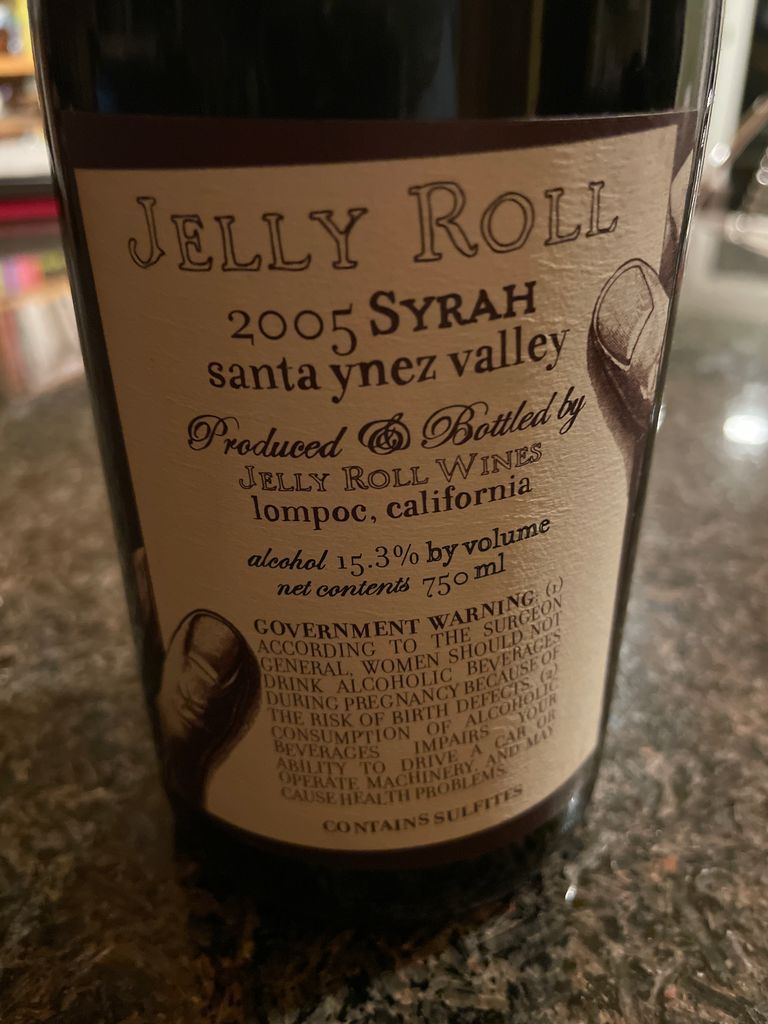 JELLY ROLL
2005 SYRAH
santa ynez valley
Produced & Bottled by
JELLY ROLL WINES
lompoc, california
alcohol 15.3% by volume
net contents 750 ml
GOVERNMENT WARNING: (1)
ACCORDING TO THE SURGEON
GENERAL, WOMEN SHOULD NOT
DRINK ALCOHOLIC BEVERAGES
DURING PREGNANCY BECAUSE OF
THE RISK OF BIRTH DEFECTS. (2)
CONSUMPTION OF ALCOHOLIC
BEVERAGES IMPAIRS YOUR
ABILITY TO DRIVE A CAR OR
OPERATE MACHINERY, AND MAY
CAUSE HEALTH PROBLEMS.
CONTAINS SULFITES